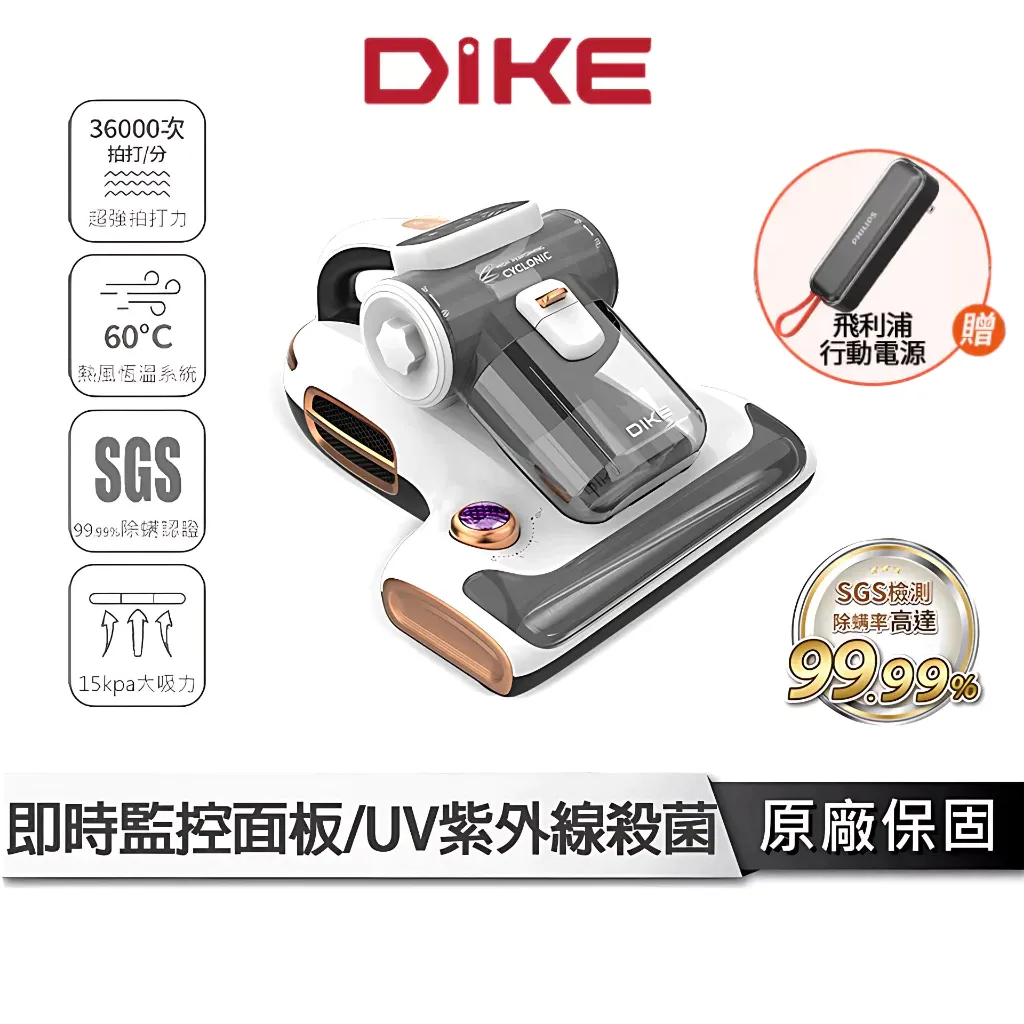 DiKE
36000次
拍打/分
超強拍打力
60°C
熱風恆溫系統
SGS
99.99%除螨認證
15kpa大吸力
CYCLONIC
DIKE
PHILIPS
飛利浦
行動電源
贈
SGS檢測
除螨率高達
99.99%
即時監控面板/UV紫外線殺菌
原廠保固